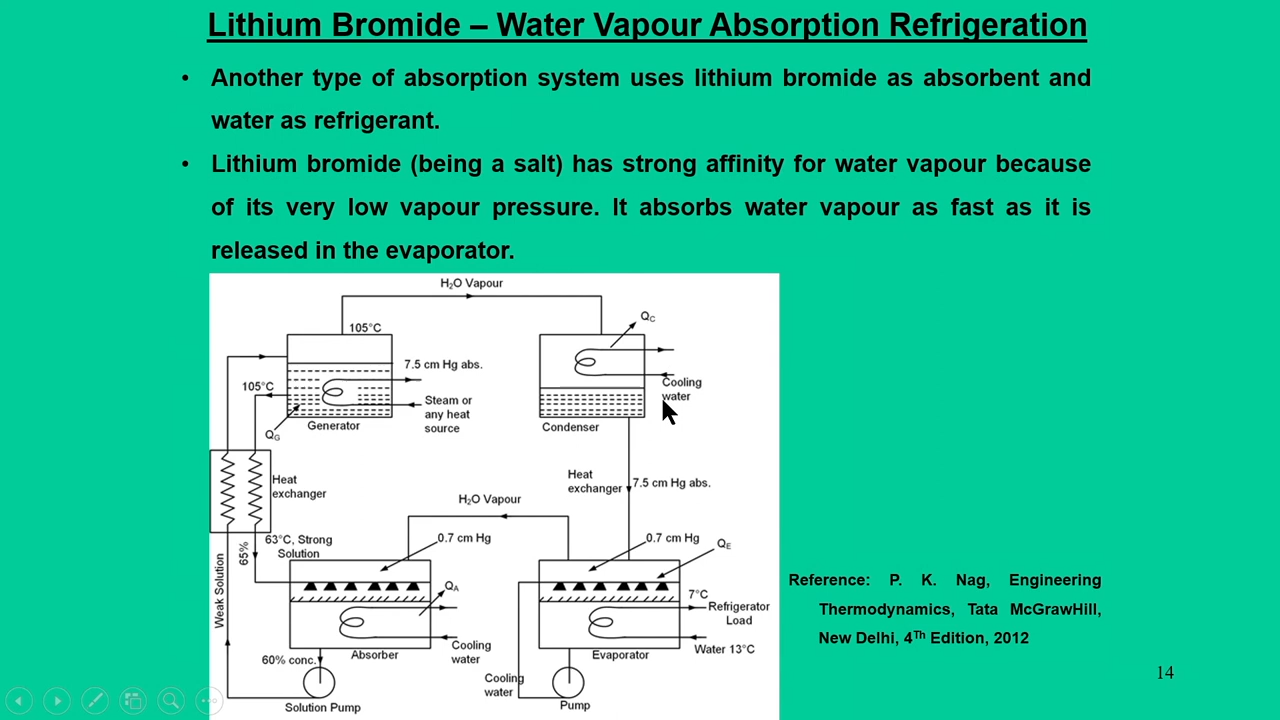 Lithium Bromide – Water Vapour Absorption Refrigeration
• Another type of absorption system uses lithium bromide as absorbent and
water as refrigerant.
• Lithium bromide (being a salt) has strong affinity for water vapour because
of its very low vapour pressure. It absorbs water vapour as fast as it is
released in the evaporator.
H2O Vapour
105°C
QC
7.5 cm Hg abs.
105°C
Cooling
water
Steam or
any heat
source
QG
Generator
Condenser
Heat
exchanger
Heat
exchanger
7.5 cm Hg abs.
H2O Vapour
63°C, Strong
Solution
65%
0.7 cm Hg
0.7 cm Hg
QE
QA
Weak Solution
7°C
Refrigerator
Load
Cooling
water
Water 13°C
60% conc.
Absorber
Evaporator
Cooling
water
Solution Pump
Pump
Reference: P. K. Nag, Engineering
Thermodynamics, Tata McGrawHill,
New Delhi, 4Th Edition, 2012
14